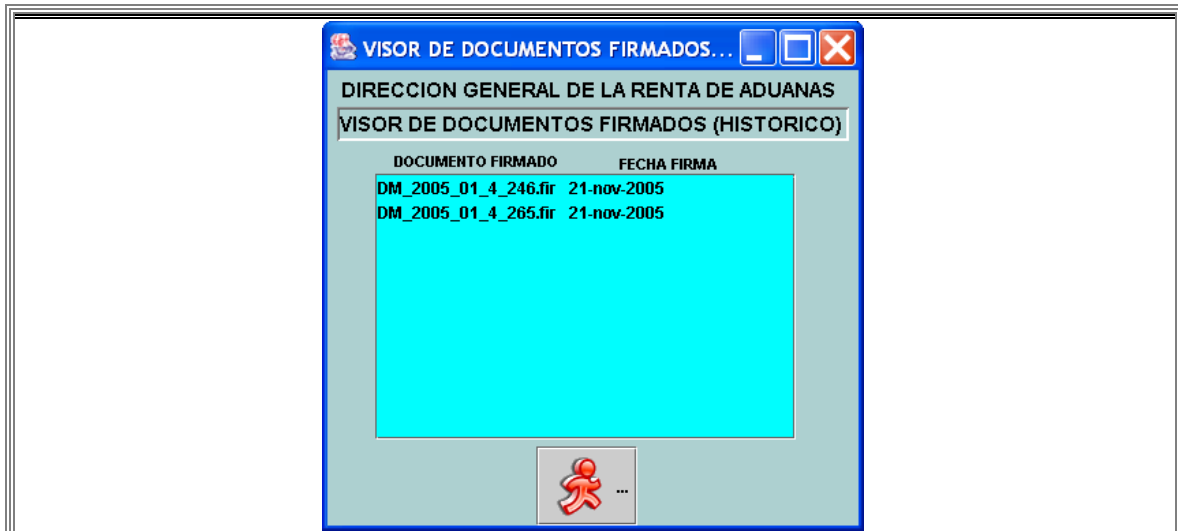 VISOR DE DOCUMENTOS FIRMADOS...
DIRECCION GENERAL DE LA RENTA DE ADUANAS
VISOR DE DOCUMENTOS FIRMADOS (HISTORICO)
DOCUMENTO FIRMADO FECHA FIRMA
DM_2005_01_4_246.fir 21-nov-2005
DM_2005_01_4_265.fir 21-nov-2005
...